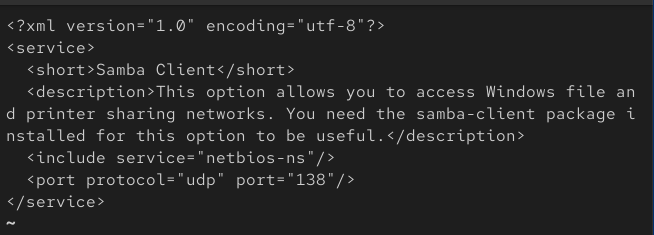 <?xml version="1.0" encoding="utf-8"?>
<service>
  <short>Samba Client</short>
  <description>This option allows you to access Windows file an
d printer sharing networks. You need the samba-client package i
nstalled for this option to be useful.</description>
  <include service="netbios-ns"/>
  <port protocol="udp" port="138"/>
</service>
~